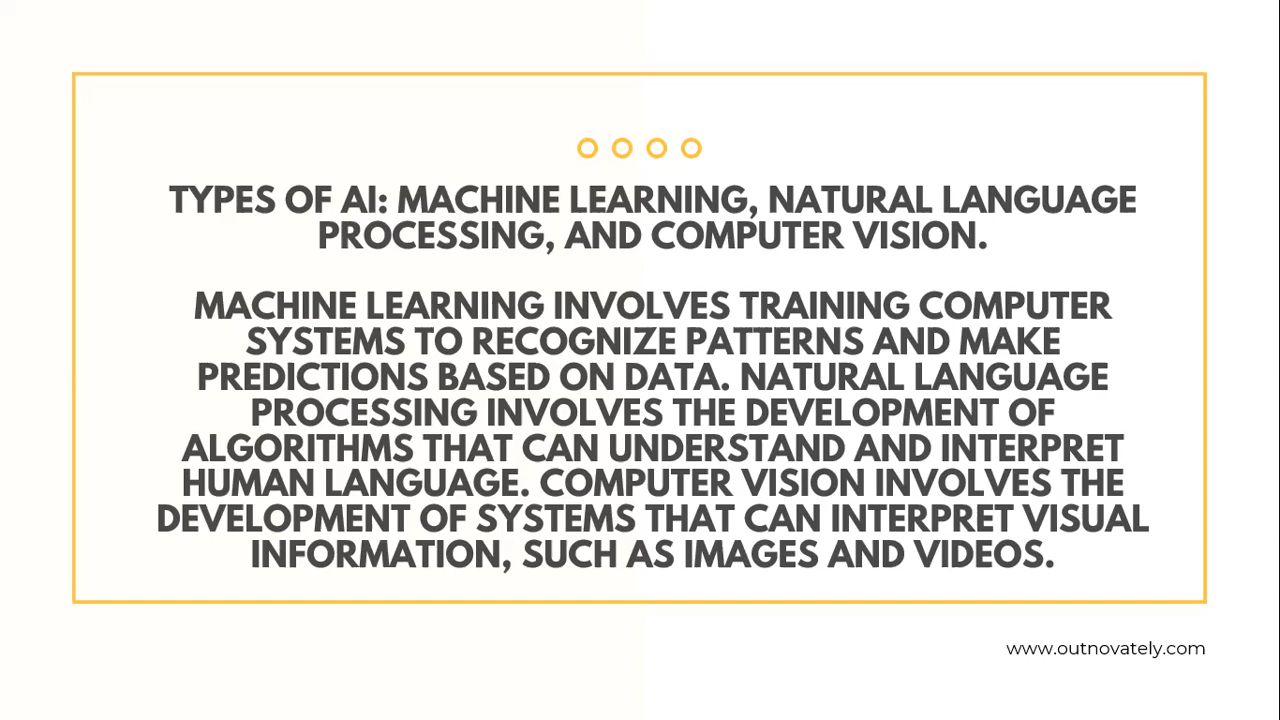 TYPES OF AI: MACHINE LEARNING, NATURAL LANGUAGE
PROCESSING, AND COMPUTER VISION.
MACHINE LEARNING INVOLVES TRAINING COMPUTER
SYSTEMS TO RECOGNIZE PATTERNS AND MAKE
PREDICTIONS BASED ON DATA. NATURAL LANGUAGE
PROCESSING INVOLVES THE DEVELOPMENT OF
ALGORITHMS THAT CAN UNDERSTAND AND INTERPRET
HUMAN LANGUAGE. COMPUTER VISION INVOLVES THE
DEVELOPMENT OF SYSTEMS THAT CAN INTERPRET VISUAL
INFORMATION, SUCH AS IMAGES AND VIDEOS.
www.outnovately.com